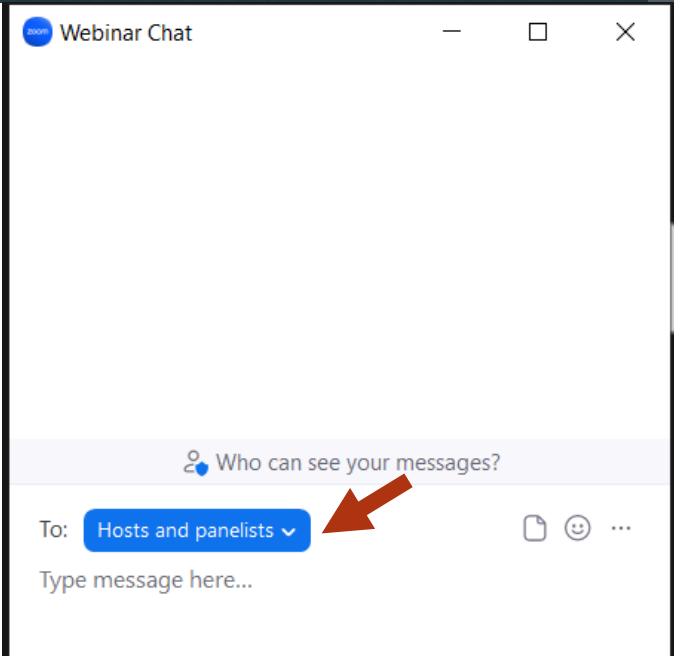 zoom Webinar Chat
Who can see your messages?
To: Hosts and panelists
Type message here...